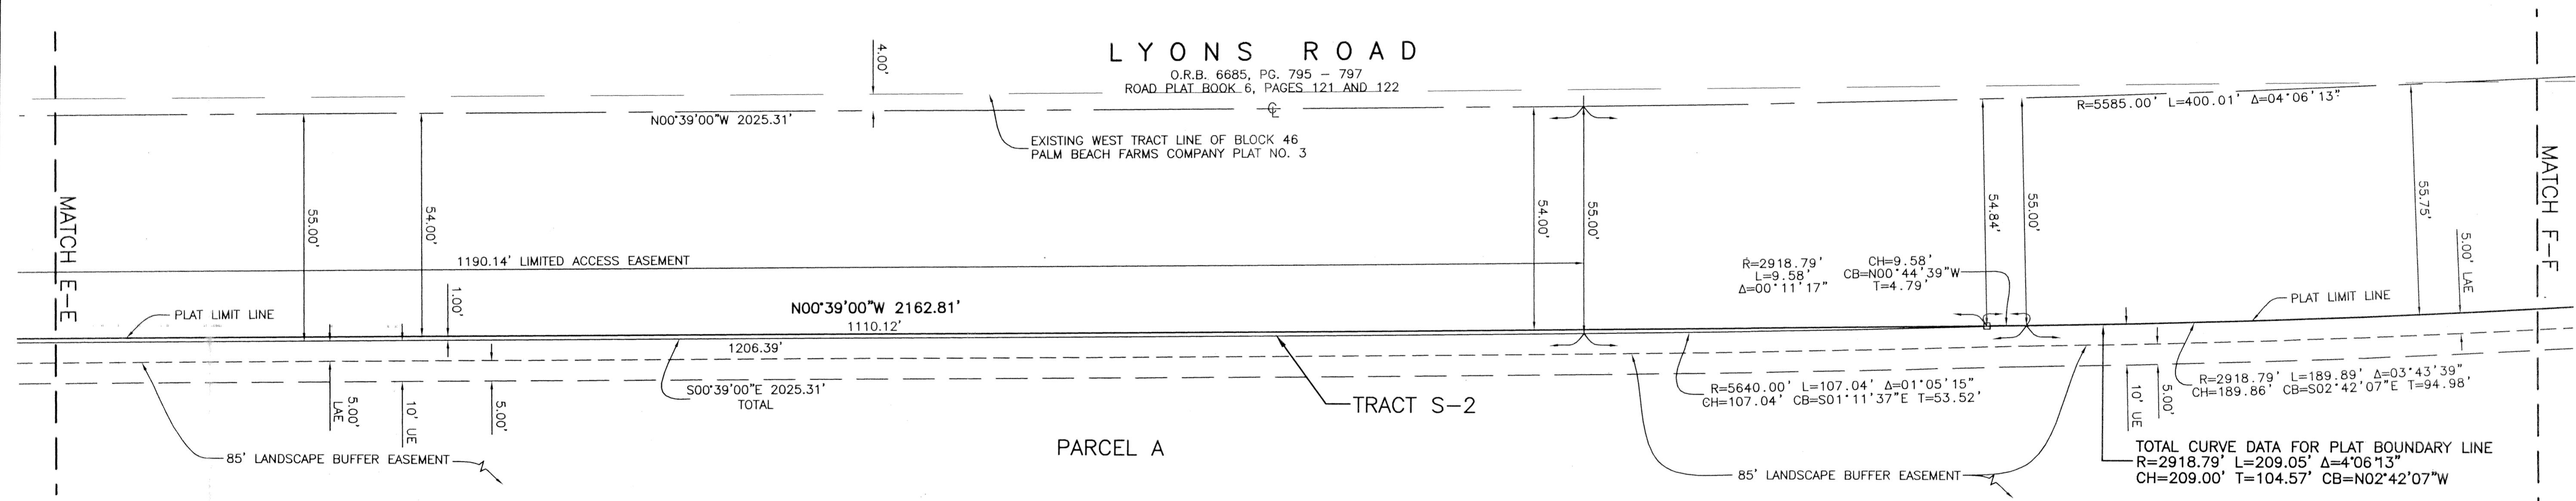 LYONS ROAD
O.R.B. 6685, PG. 795 – 797
ROAD PLAT BOOK 6, PAGES 121 AND 122
4.00'
N00°39'00"W 2025.31'
℄
EXISTING WEST TRACT LINE OF BLOCK 46
PALM BEACH FARMS COMPANY PLAT NO. 3
R=5585.00' L=400.01' Δ=04°06'13"
MATCH E–E
55.00'
54.00'
54.00'
55.00'
54.84'
55.00'
55.75'
5.00' LAE
MATCH F–F
1190.14' LIMITED ACCESS EASEMENT
R=2918.79'
L=9.58'
Δ=00°11'17"
CH=9.58'
CB=N00°44'39"W
T=4.79'
PLAT LIMIT LINE
1.00'
N00°39'00"W 2162.81'
1110.12'
PLAT LIMIT LINE
1206.39'
S00°39'00"E 2025.31'
TOTAL
5.00'
LAE
10' UE
5.00'
TRACT S-2
R=5640.00' L=107.04' Δ=01°05'15"
CH=107.04' CB=S01°11'37"E T=53.52'
10' UE
5.00'
R=2918.79' L=189.89' Δ=03°43'39"
CH=189.86' CB=S02°42'07"E T=94.98'
85' LANDSCAPE BUFFER EASEMENT
PARCEL A
85' LANDSCAPE BUFFER EASEMENT
TOTAL CURVE DATA FOR PLAT BOUNDARY LINE
R=2918.79' L=209.05' Δ=4°06'13"
CH=209.00' T=104.57' CB=N02°42'07"W